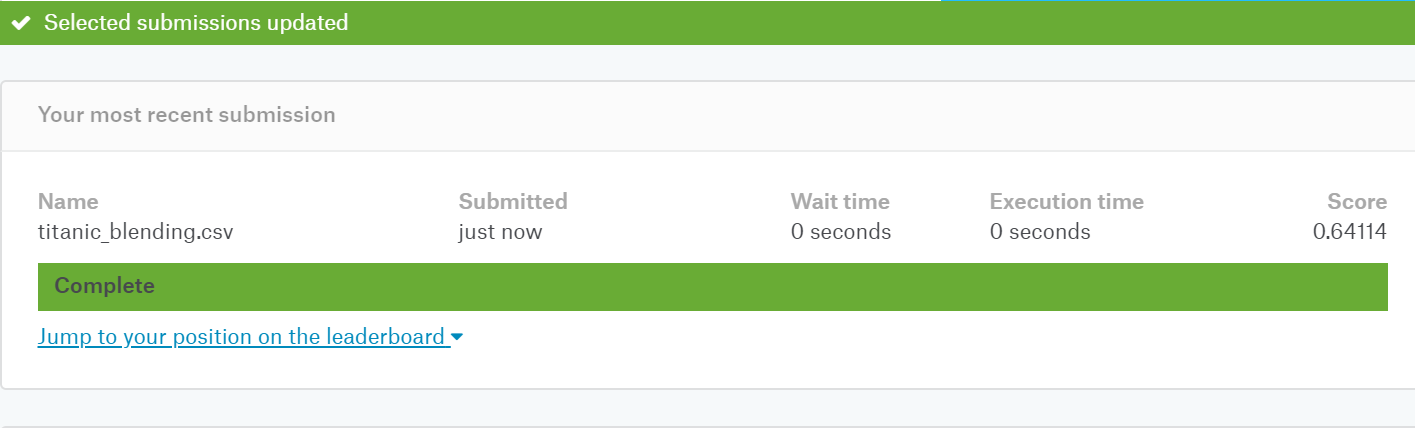 Selected submissions updated
Your most recent submission
Name Submitted Wait time Execution time Score
titanic_blending.csv just now 0 seconds 0 seconds 0.64114
Complete
Jump to your position on the leaderboard